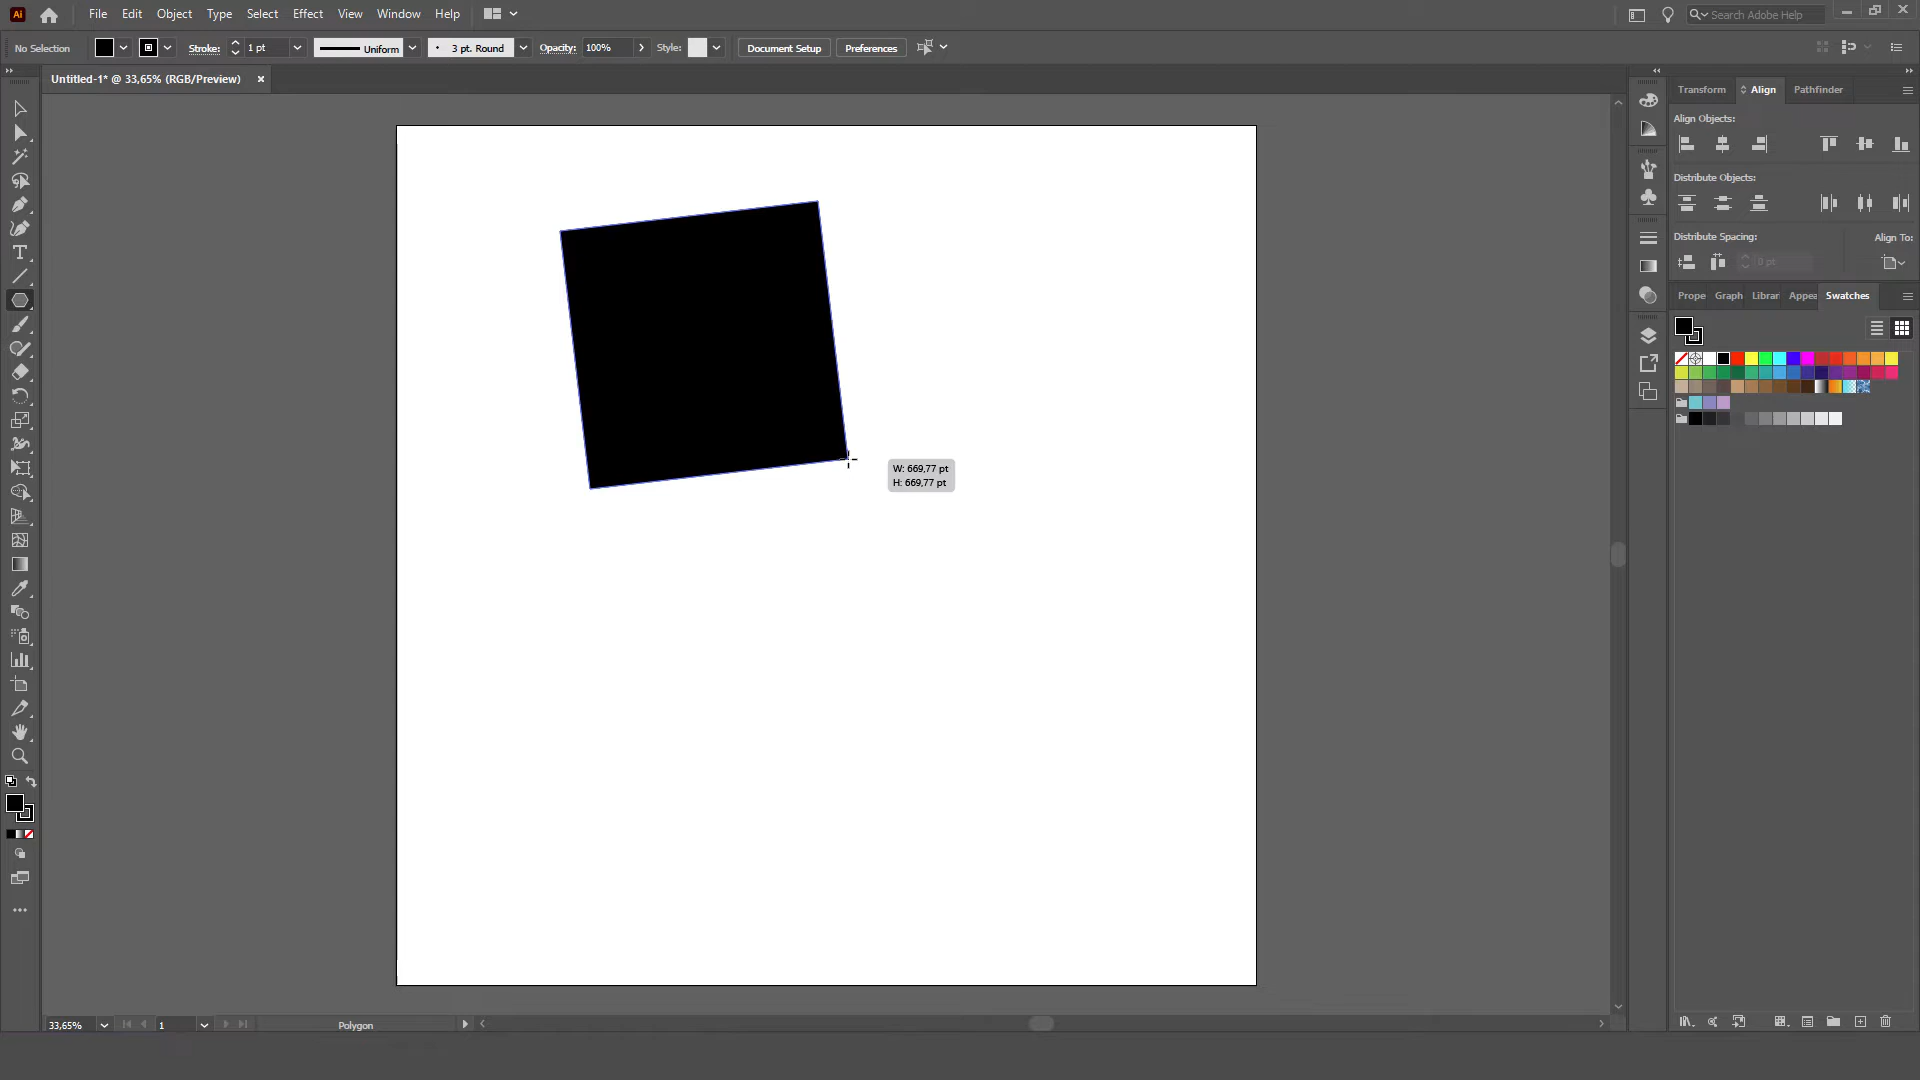 Ai File Edit Object Type Select Effect View Window Help Search Adobe Help
No Selection Stroke: 1 pt Uniform 3 pt. Round Opacity: 100% Style: Document Setup Preferences
Untitled-1* @ 33,65% (RGB/Preview)
Transform Align Pathfinder
Align Objects:
Distribute Objects:
Distribute Spacing: Align To:
0 pt
Prope Graph Librar Appea Swatches
W: 669,77 pt
H: 669,77 pt
33,65% 1 Polygon